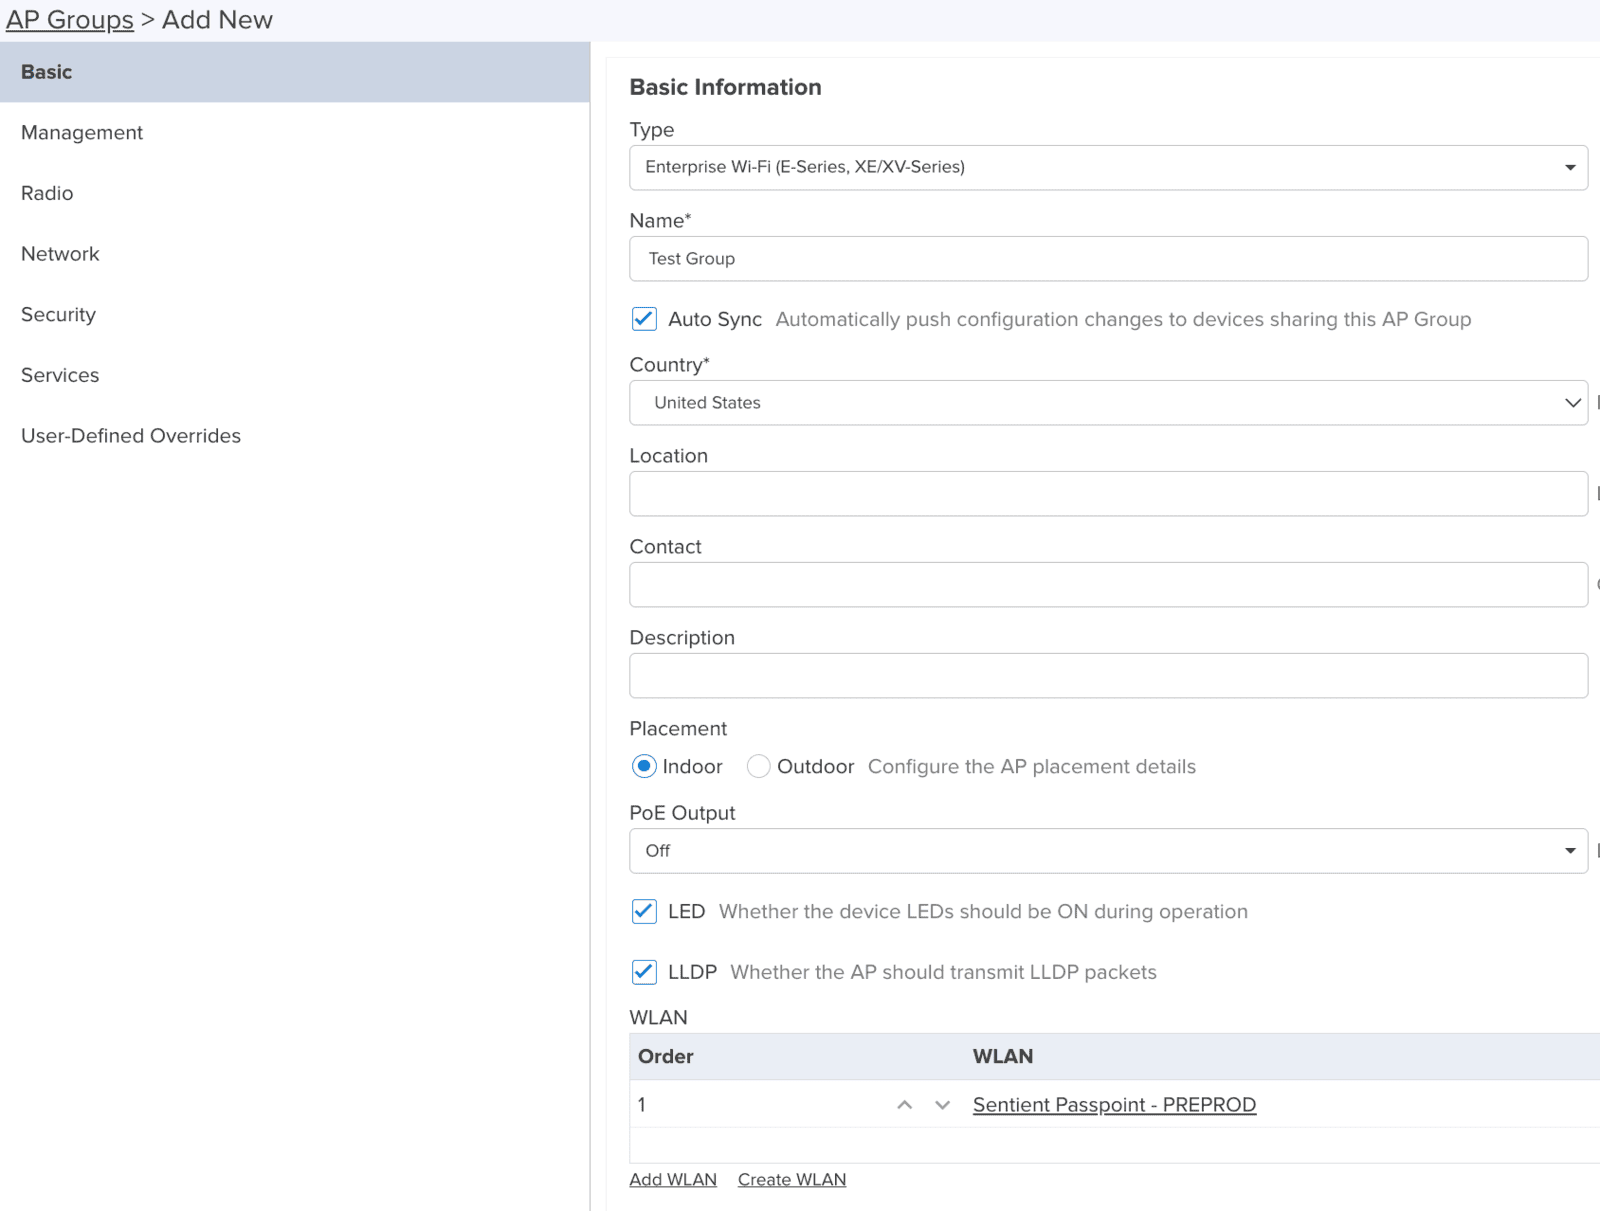 AP Groups > Add New
Basic
Management
Radio
Network
Security
Services
User-Defined Overrides
Basic Information
Type
Enterprise Wi-Fi (E-Series, XE/XV-Series)
Name*
Test Group
Auto Sync Automatically push configuration changes to devices sharing this AP Group
Country*
United States
Location
Contact
Description
Placement
Indoor Outdoor Configure the AP placement details
PoE Output
Off
LED Whether the device LEDs should be ON during operation
LLDP Whether the AP should transmit LLDP packets
WLAN
Order WLAN
1 Sentient Passpoint - PREPROD
Add WLAN Create WLAN